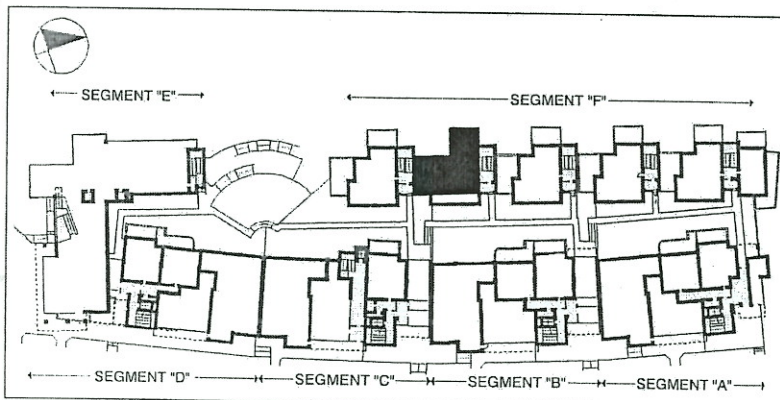 SEGMENT "E"
SEGMENT "F"
SEGMENT "D"
SEGMENT "C"
SEGMENT "B"
SEGMENT "A"